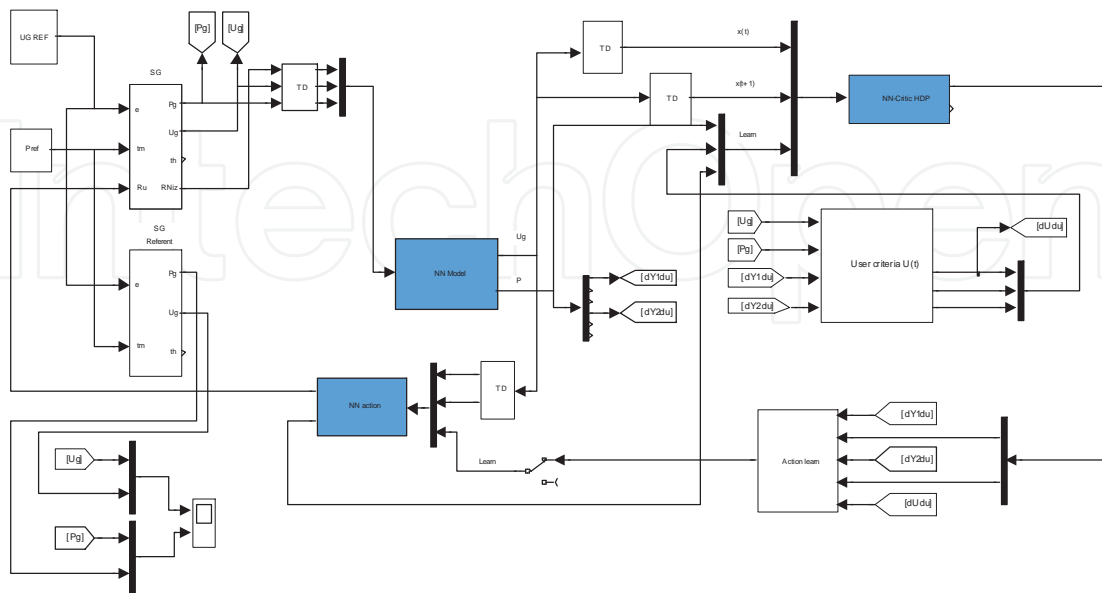 UG REF
[Pg]
[Ug]
SG
e
tm
Ru
Pg
Ug
th
RNiz
TD
Pref
SG
Referent
e
tm
Pg
Ug
th
NN Model
Ug
P
TD
x(t)
TD
x(t+1)
Learn
NN-Critic HDP
[Ug]
[Pg]
[dY1du]
[dY2du]
User criteria U(t)
[dUdu]
[dY1du]
[dY2du]
NN action
TD
Learn
Action learn
[dY1du]
[dY2du]
[dUdu]
[Ug]
[Pg]
IntechOpen